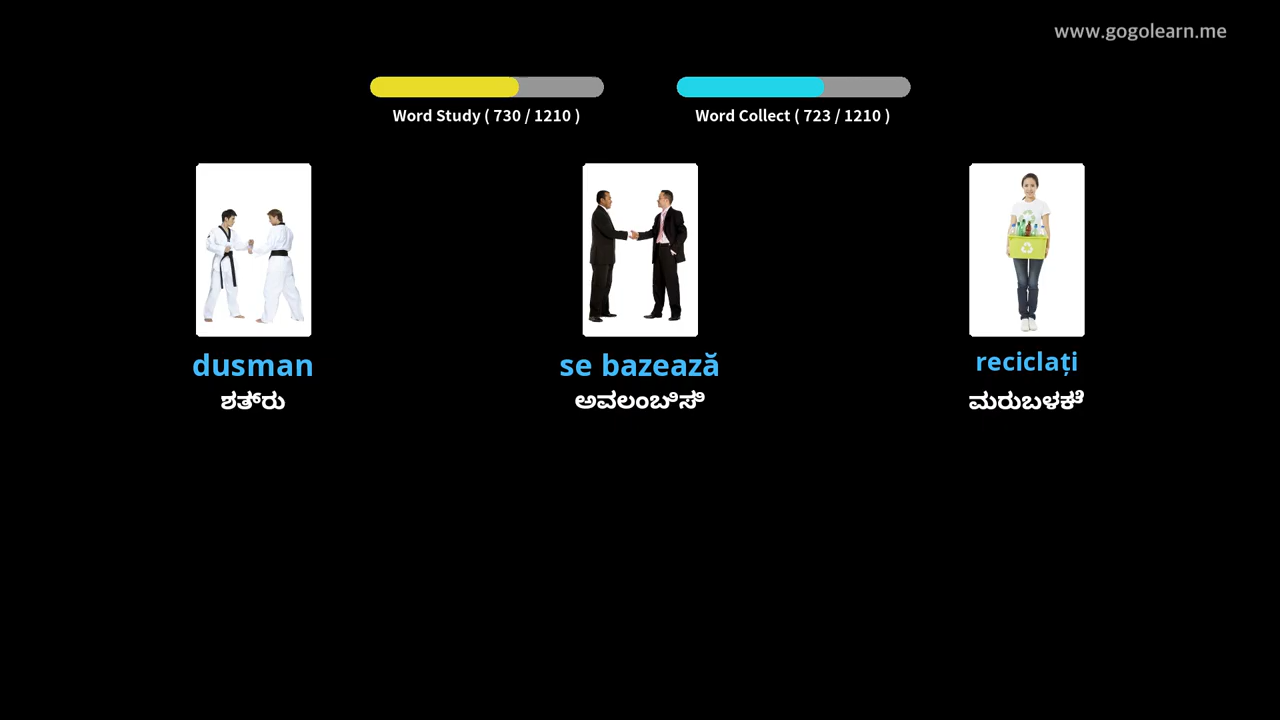 www.gogolearn.me
Word Study ( 730 / 1210 )
Word Collect ( 723 / 1210 )
dusman
se bazează
reciclați
ಶತ್ರು
ಅವಲಂಬಿಸಿ
ಮರುಬಳಕೆ